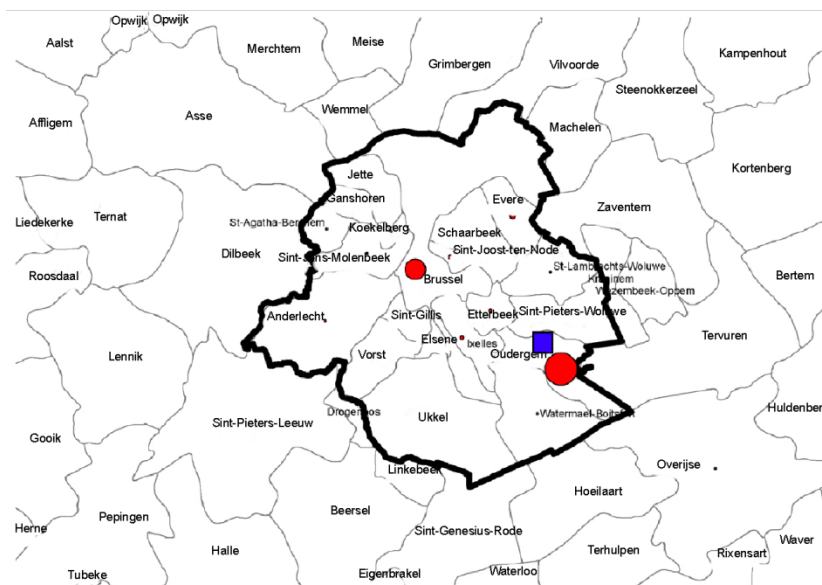 Opwijk
Opwijk
Aalst
Merchtem
Meise
Grimbergen
Vilvoorde
Kampenhout
Steenokkerzeel
Affligem
Asse
Wemmel
Machelen
Kortenberg
Jette
Ganshoren
Evere
Zaventem
Liedekerke
Ternat
St-Agatha-Berchem
Koekelberg
Schaarbeek
Dilbeek
Sint-Jans-Molenbeek
Sint-Joost-ten-Node
St-Lambrechts-Woluwe
Roosdaal
Brussel
Kraainem
Wezembeek-Oppem
Bertem
Anderlecht
Sint-Gillis
Etterbeek
Sint-Pieters-Woluwe
Tervuren
Lennik
Vorst
Elsene
Ixelles
Oudergem
Sint-Pieters-Leeuw
Drogenbos
Ukkel
Watermael-Boitsfort
Huldenber
Gooik
Linkebeek
Overijse
Hoeilaart
Pepingen
Beersel
Herne
Halle
Sint-Genesius-Rode
Terhulpen
Rixensart
Waver
Tubeke
Eigenbrakel
Waterloo